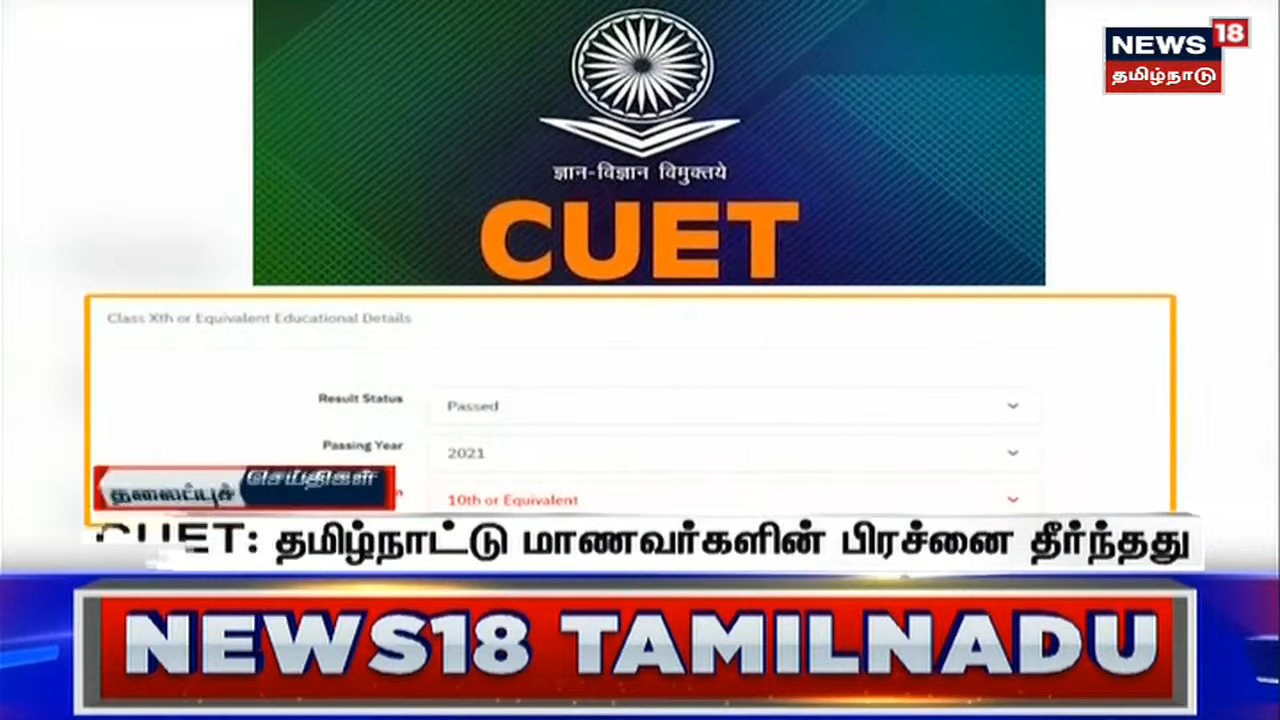 NEWS 18
தமிழ்நாடு
ज्ञान-विज्ञान विमुक्तये
CUET
Class Xth or Equivalent Educational Details
Result Status Passed
Passing Year 2021
10th or Equivalent
தலைப்புச் செய்திகள்
CUET: தமிழ்நாட்டு மாணவர்களின் பிரச்னை தீர்ந்தது
NEWS18 TAMILNADU